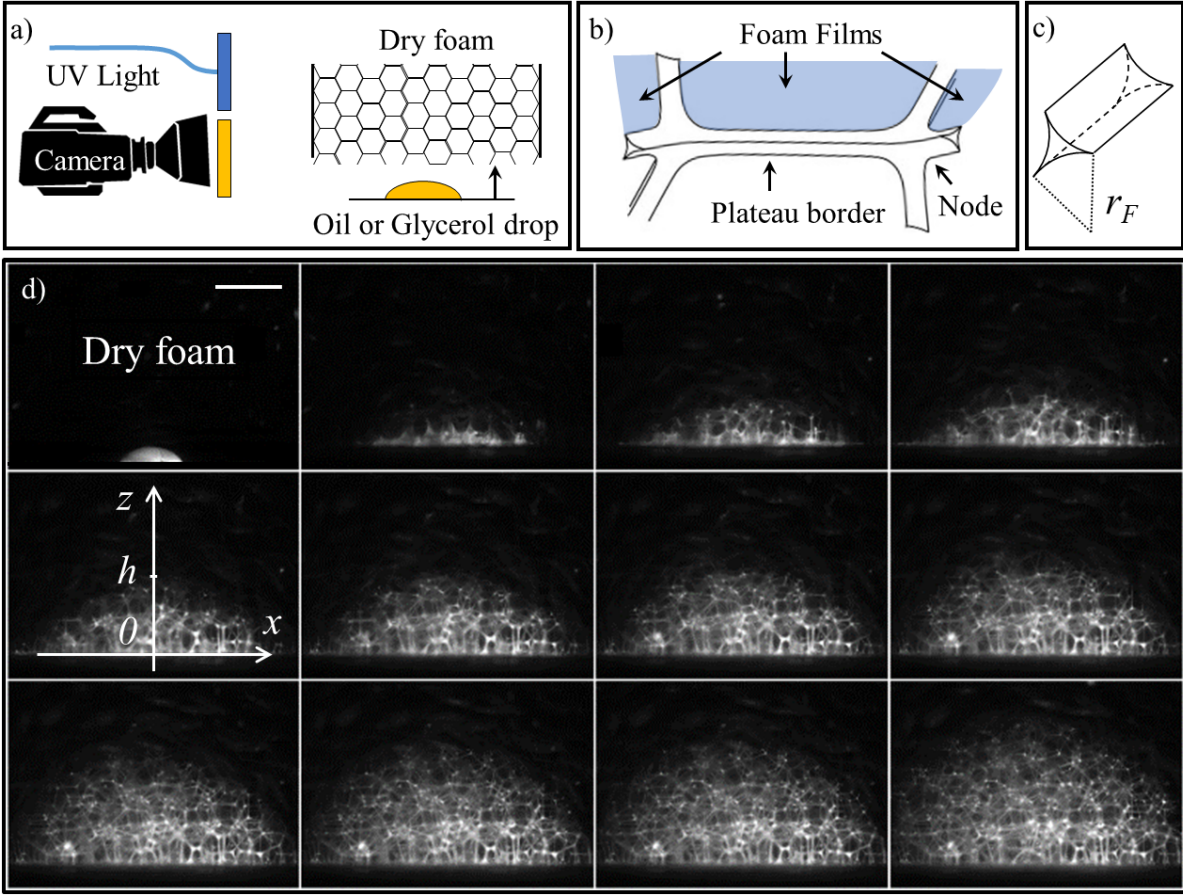 a)
UV Light
Camera
Dry foam
Oil or Glycerol drop
b)
Foam Films
Plateau border
Node
c)
r_F
d)
Dry foam
z
h
0
x